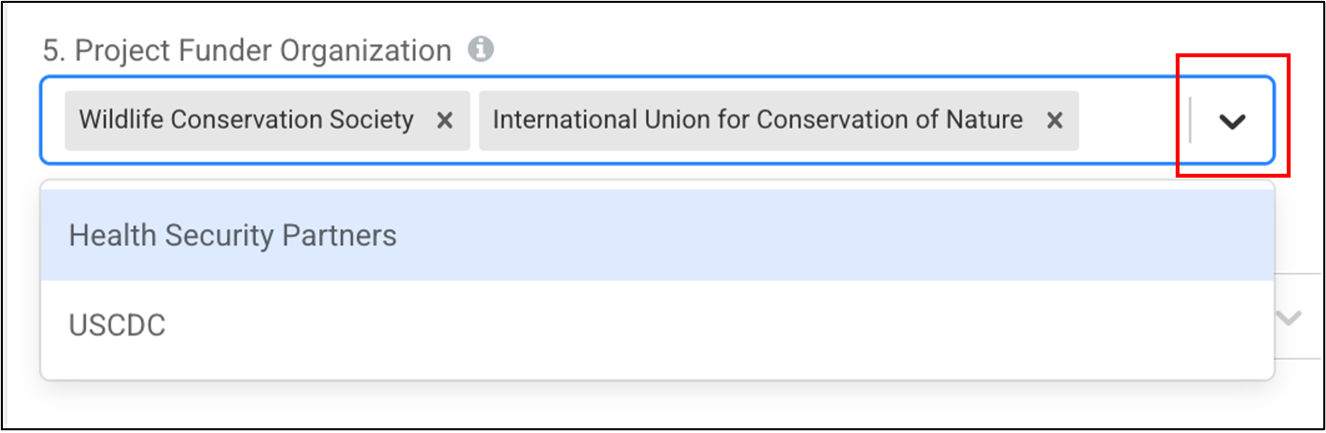 5. Project Funder Organization
Wildlife Conservation Society International Union for Conservation of Nature
Health Security Partners
USCDC